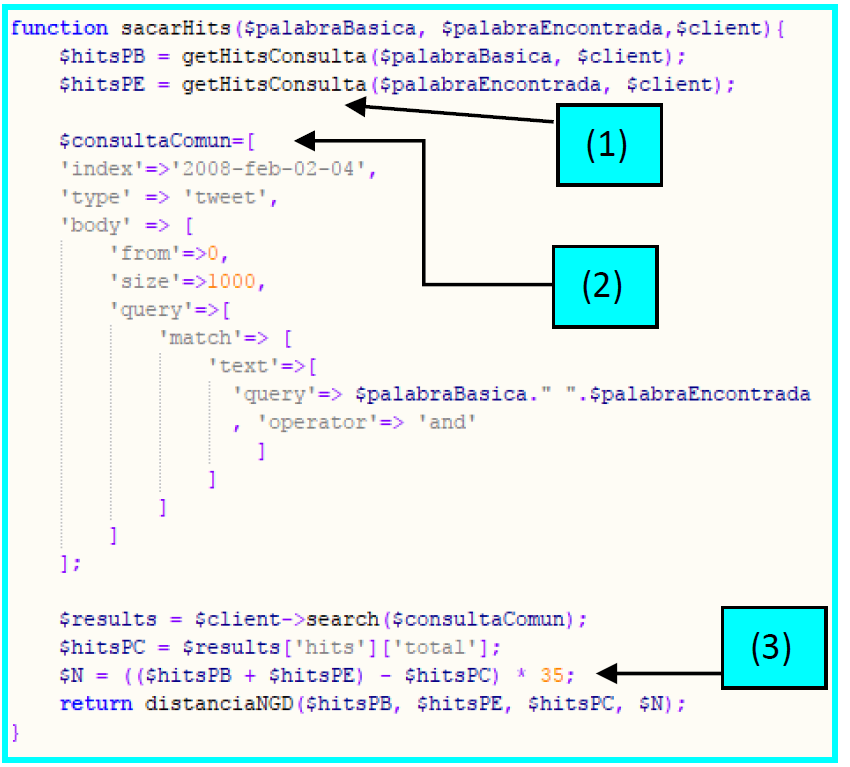 function sacarHits($palabraBasica, $palabraEncontrada,$client){
$hitsPB = getHitsConsulta($palabraBasica, $client);
$hitsPE = getHitsConsulta($palabraEncontrada, $client);
(1)
$consultaComun=[
'index'=>'2008-feb-02-04',
'type' => 'tweet',
'body' => [
'from'=>0,
'size'=>1000,
(2)
'query'=>[
'match'=> [
'text'=>[
'query'=> $palabraBasica." ".$palabraEncontrada
, 'operator'=> 'and'
]
]
]
]
];
$results = $client->search($consultaComun);
$hitsPC = $results['hits']['total'];
(3)
$N = (($hitsPB + $hitsPE) - $hitsPC) * 35;
return distanciaNGD($hitsPB, $hitsPE, $hitsPC, $N);
}